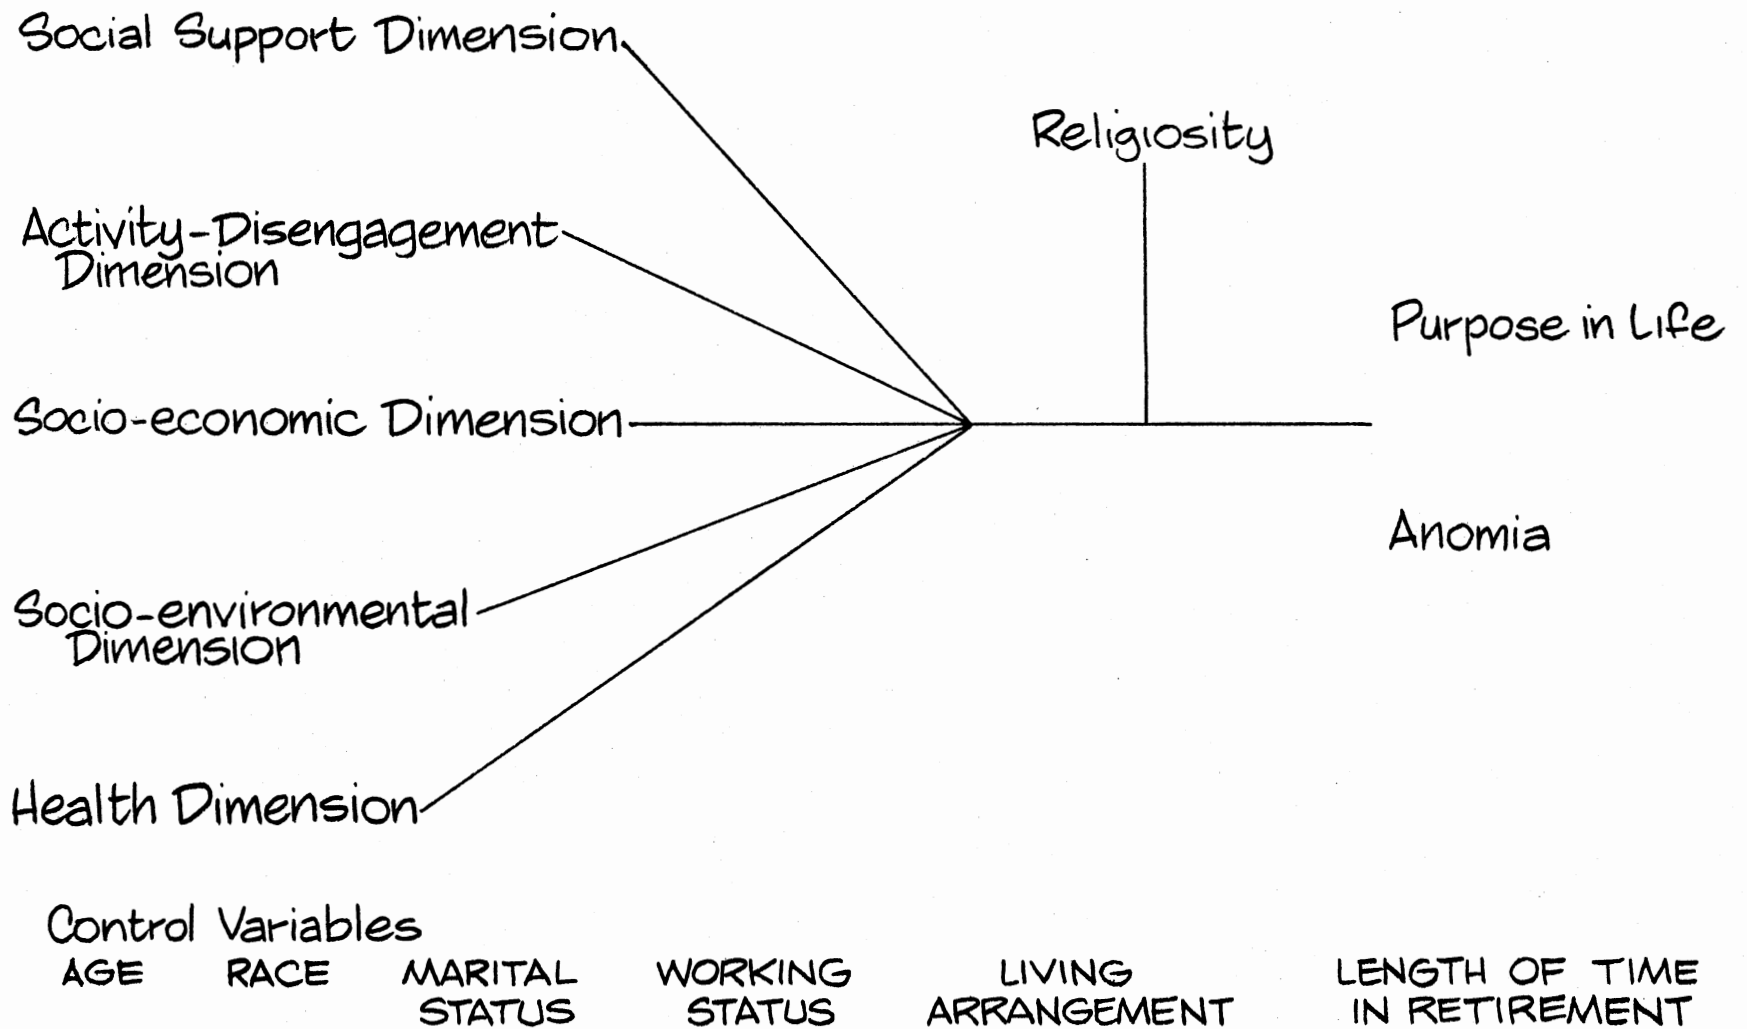 Social Support Dimension
Religiosity
Activity-Disengagement
Dimension
Purpose in Life
Socio-economic Dimension
Anomia
Socio-environmental
Dimension
Health Dimension
Control Variables
AGE RACE MARITAL WORKING LIVING LENGTH OF TIME
STATUS STATUS ARRANGEMENT IN RETIREMENT